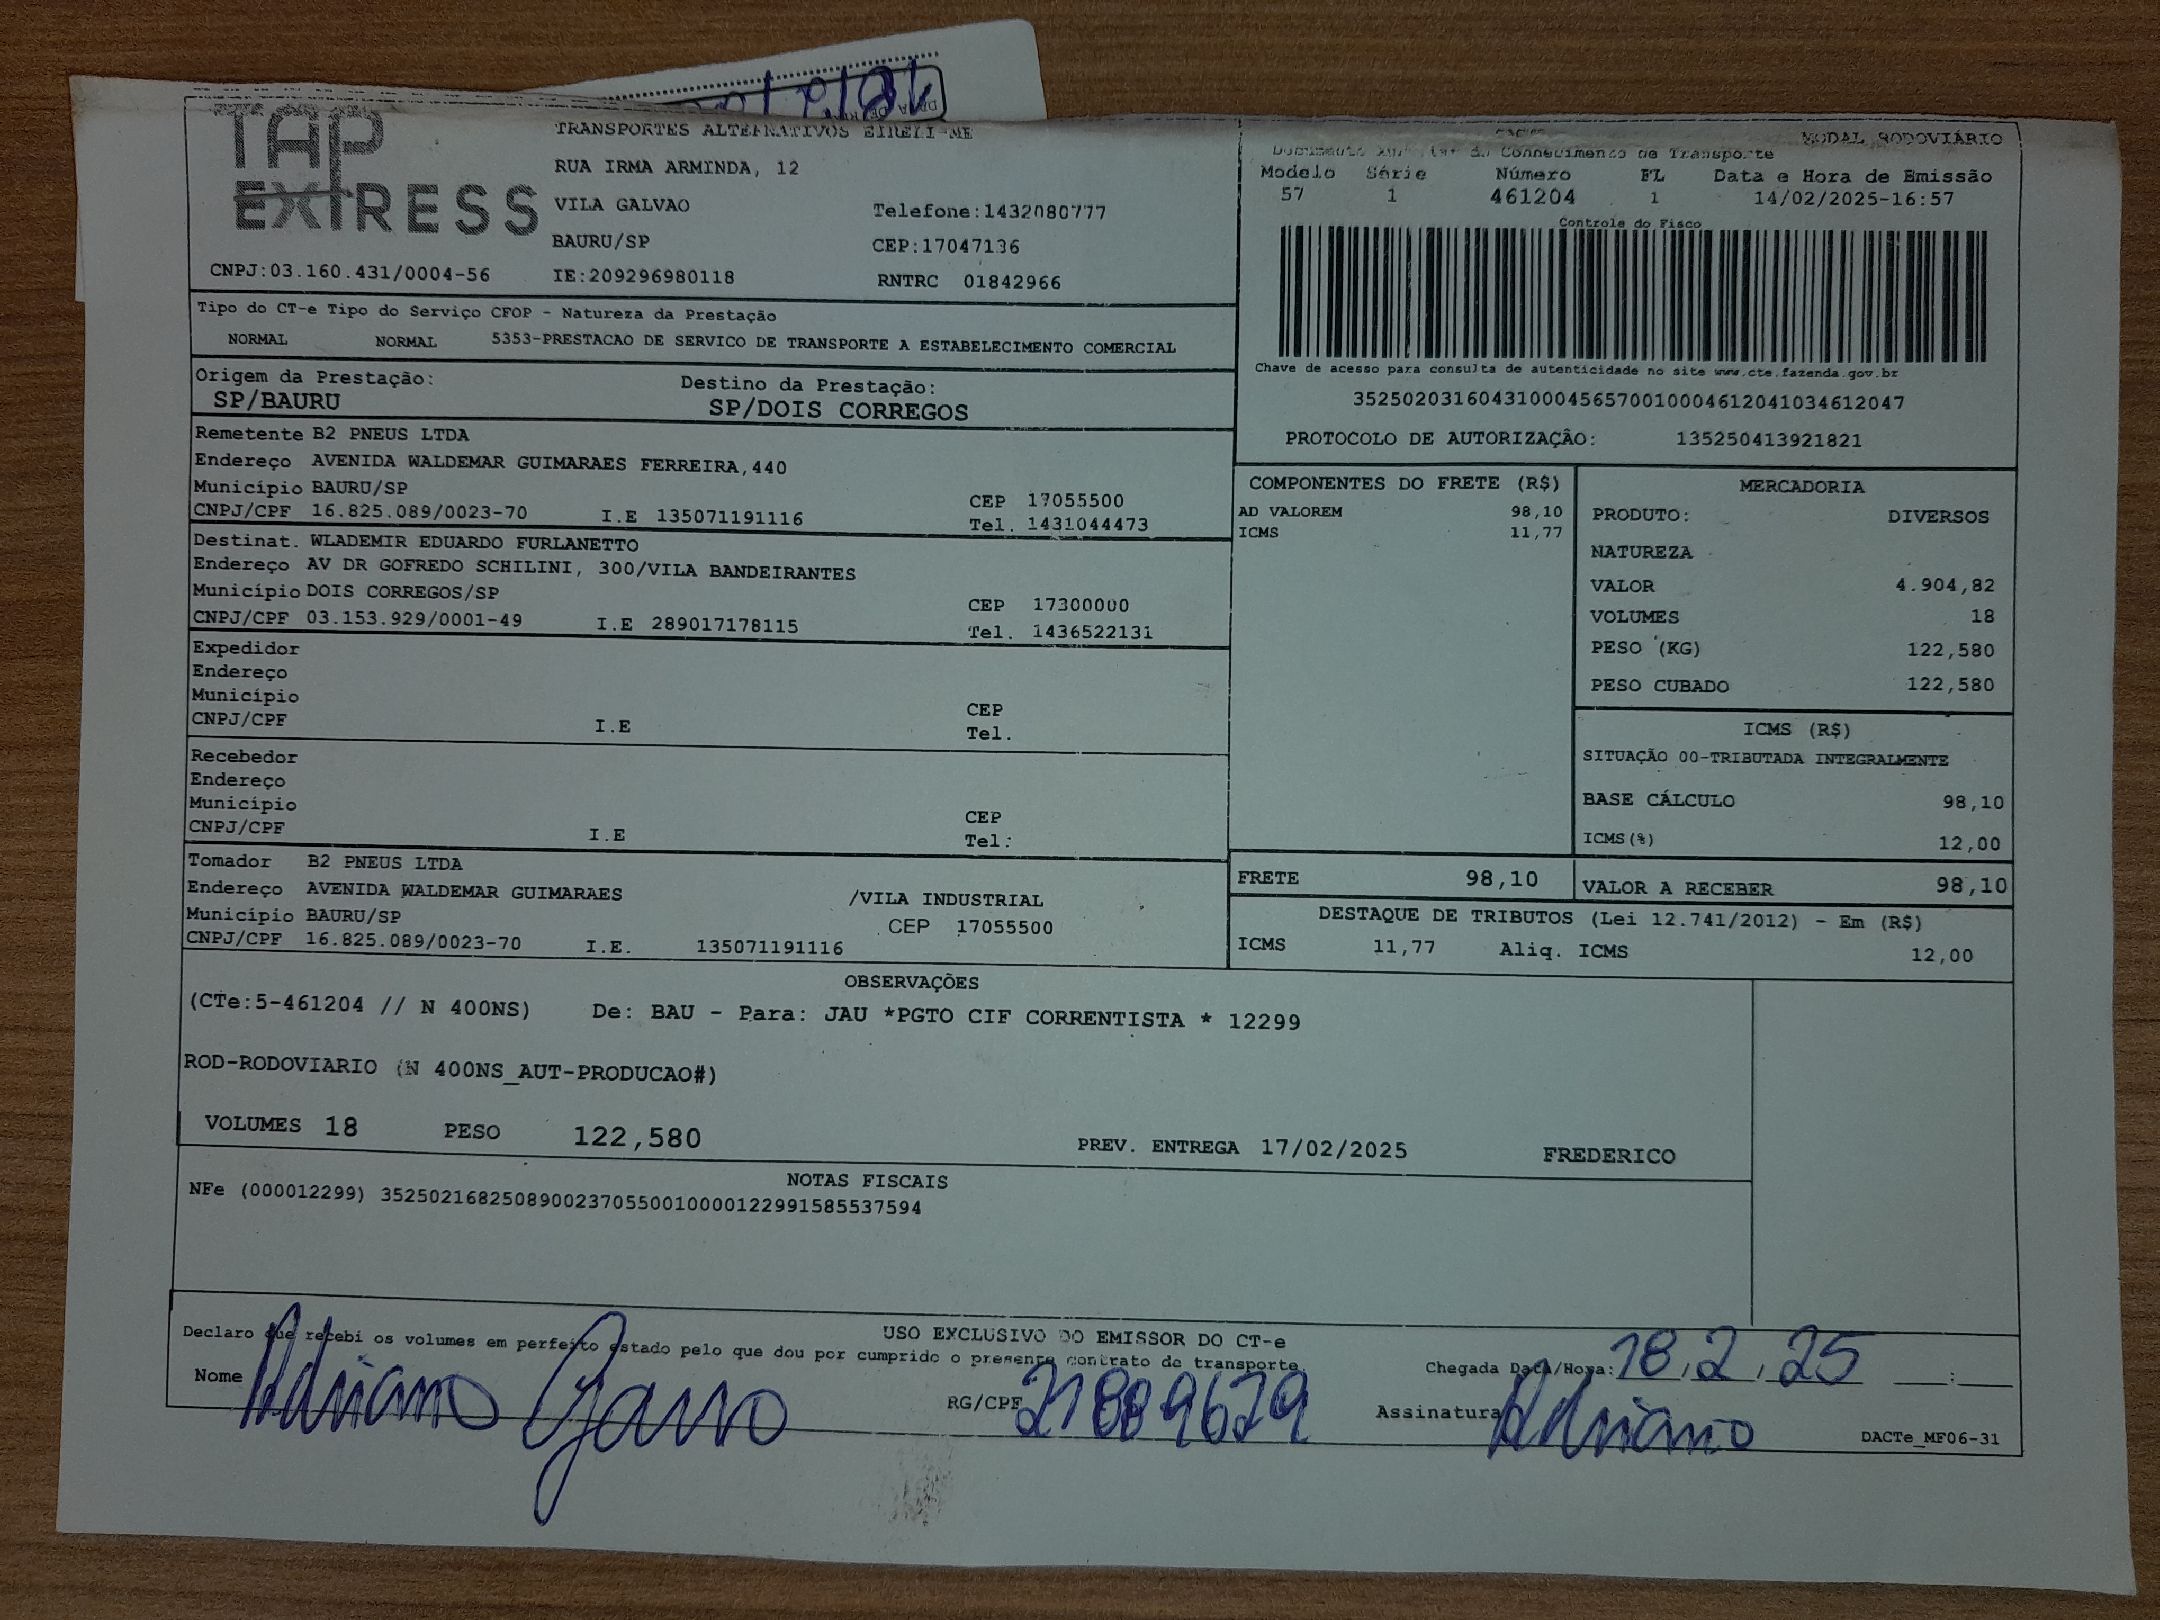 TAP
EXPRESS
TRANSPORTES ALTERNATIVOS EIRELI-ME
RUA IRMA ARMINDA, 12
VILA GALVAO
Telefone:1432080777
BAURU/SP
CEP:17047136
CNPJ:03.160.431/0004-56 IE:209296980118
RNTRC 01842966
DACTE
MODAL RODOVIÁRIO
Documento Auxiliar do Conhecimento de Transporte
Modelo Série Número FL Data e Hora de Emissão
57 1 461204 1 14/02/2025-16:57
Controle do Fisco
Chave de acesso para consulta de autenticidade no site www.cte.fazenda.gov.br
35250203160431000456570010004612041034612047
PROTOCOLO DE AUTORIZAÇÃO: 135250413921821
Tipo do CT-e Tipo do Serviço CFOP - Natureza da Prestação
NORMAL NORMAL 5353-PRESTACAO DE SERVICO DE TRANSPORTE A ESTABELECIMENTO COMERCIAL
Origem da Prestação: Destino da Prestação:
SP/BAURU SP/DOIS CORREGOS
Remetente B2 PNEUS LTDA
Endereço AVENIDA WALDEMAR GUIMARAES FERREIRA,440
Município BAURU/SP CEP 17055500
CNPJ/CPF 16.825.089/0023-70 I.E 135071191116 Tel. 1431044473
Destinat. WLADEMIR EDUARDO FURLANETTO
Endereço AV DR GOFREDO SCHILINI, 300/VILA BANDEIRANTES
Município DOIS CORREGOS/SP CEP 17300000
CNPJ/CPF 03.153.929/0001-49 I.E 289017178115 Tel. 1436522131
Expedidor
Endereço
Município CEP
CNPJ/CPF I.E Tel.
Recebedor
Endereço
Município CEP
CNPJ/CPF I.E Tel:
Tomador B2 PNEUS LTDA
Endereço AVENIDA WALDEMAR GUIMARAES /VILA INDUSTRIAL
Município BAURU/SP CEP 17055500
CNPJ/CPF 16.825.089/0023-70 I.E. 135071191116
COMPONENTES DO FRETE (R$)
AD VALOREM 98,10
ICMS 11,77
MERCADORIA
PRODUTO: DIVERSOS
NATUREZA
VALOR 4.904,82
VOLUMES 18
PESO (KG) 122,580
PESO CUBADO 122,580
ICMS (R$)
SITUAÇÃO 00-TRIBUTADA INTEGRALMENTE
BASE CÁLCULO 98,10
ICMS(%) 12,00
FRETE 98,10 VALOR A RECEBER 98,10
DESTAQUE DE TRIBUTOS (Lei 12.741/2012) - Em (R$)
ICMS 11,77 Aliq. ICMS 12,00
OBSERVAÇÕES
(CTe:5-461204 // N 400NS) De: BAU - Para: JAU *PGTO CIF CORRENTISTA * 12299
ROD-RODOVIARIO (N 400NS_AUT-PRODUCAO#)
VOLUMES 18 PESO 122,580 PREV. ENTREGA 17/02/2025 FREDERICO
NOTAS FISCAIS
NFe (000012299) 35250216825089002370550010000122991585537594
USO EXCLUSIVO DO EMISSOR DO CT-e
Declaro que recebi os volumes em perfeito estado pelo que dou por cumprido o presente contrato de transporte.
Chegada Data/Hora: 18.2.25 :
Nome Adriano
RG/CPF 21889679
Assinatura Adriano
DACTe_MF06-31